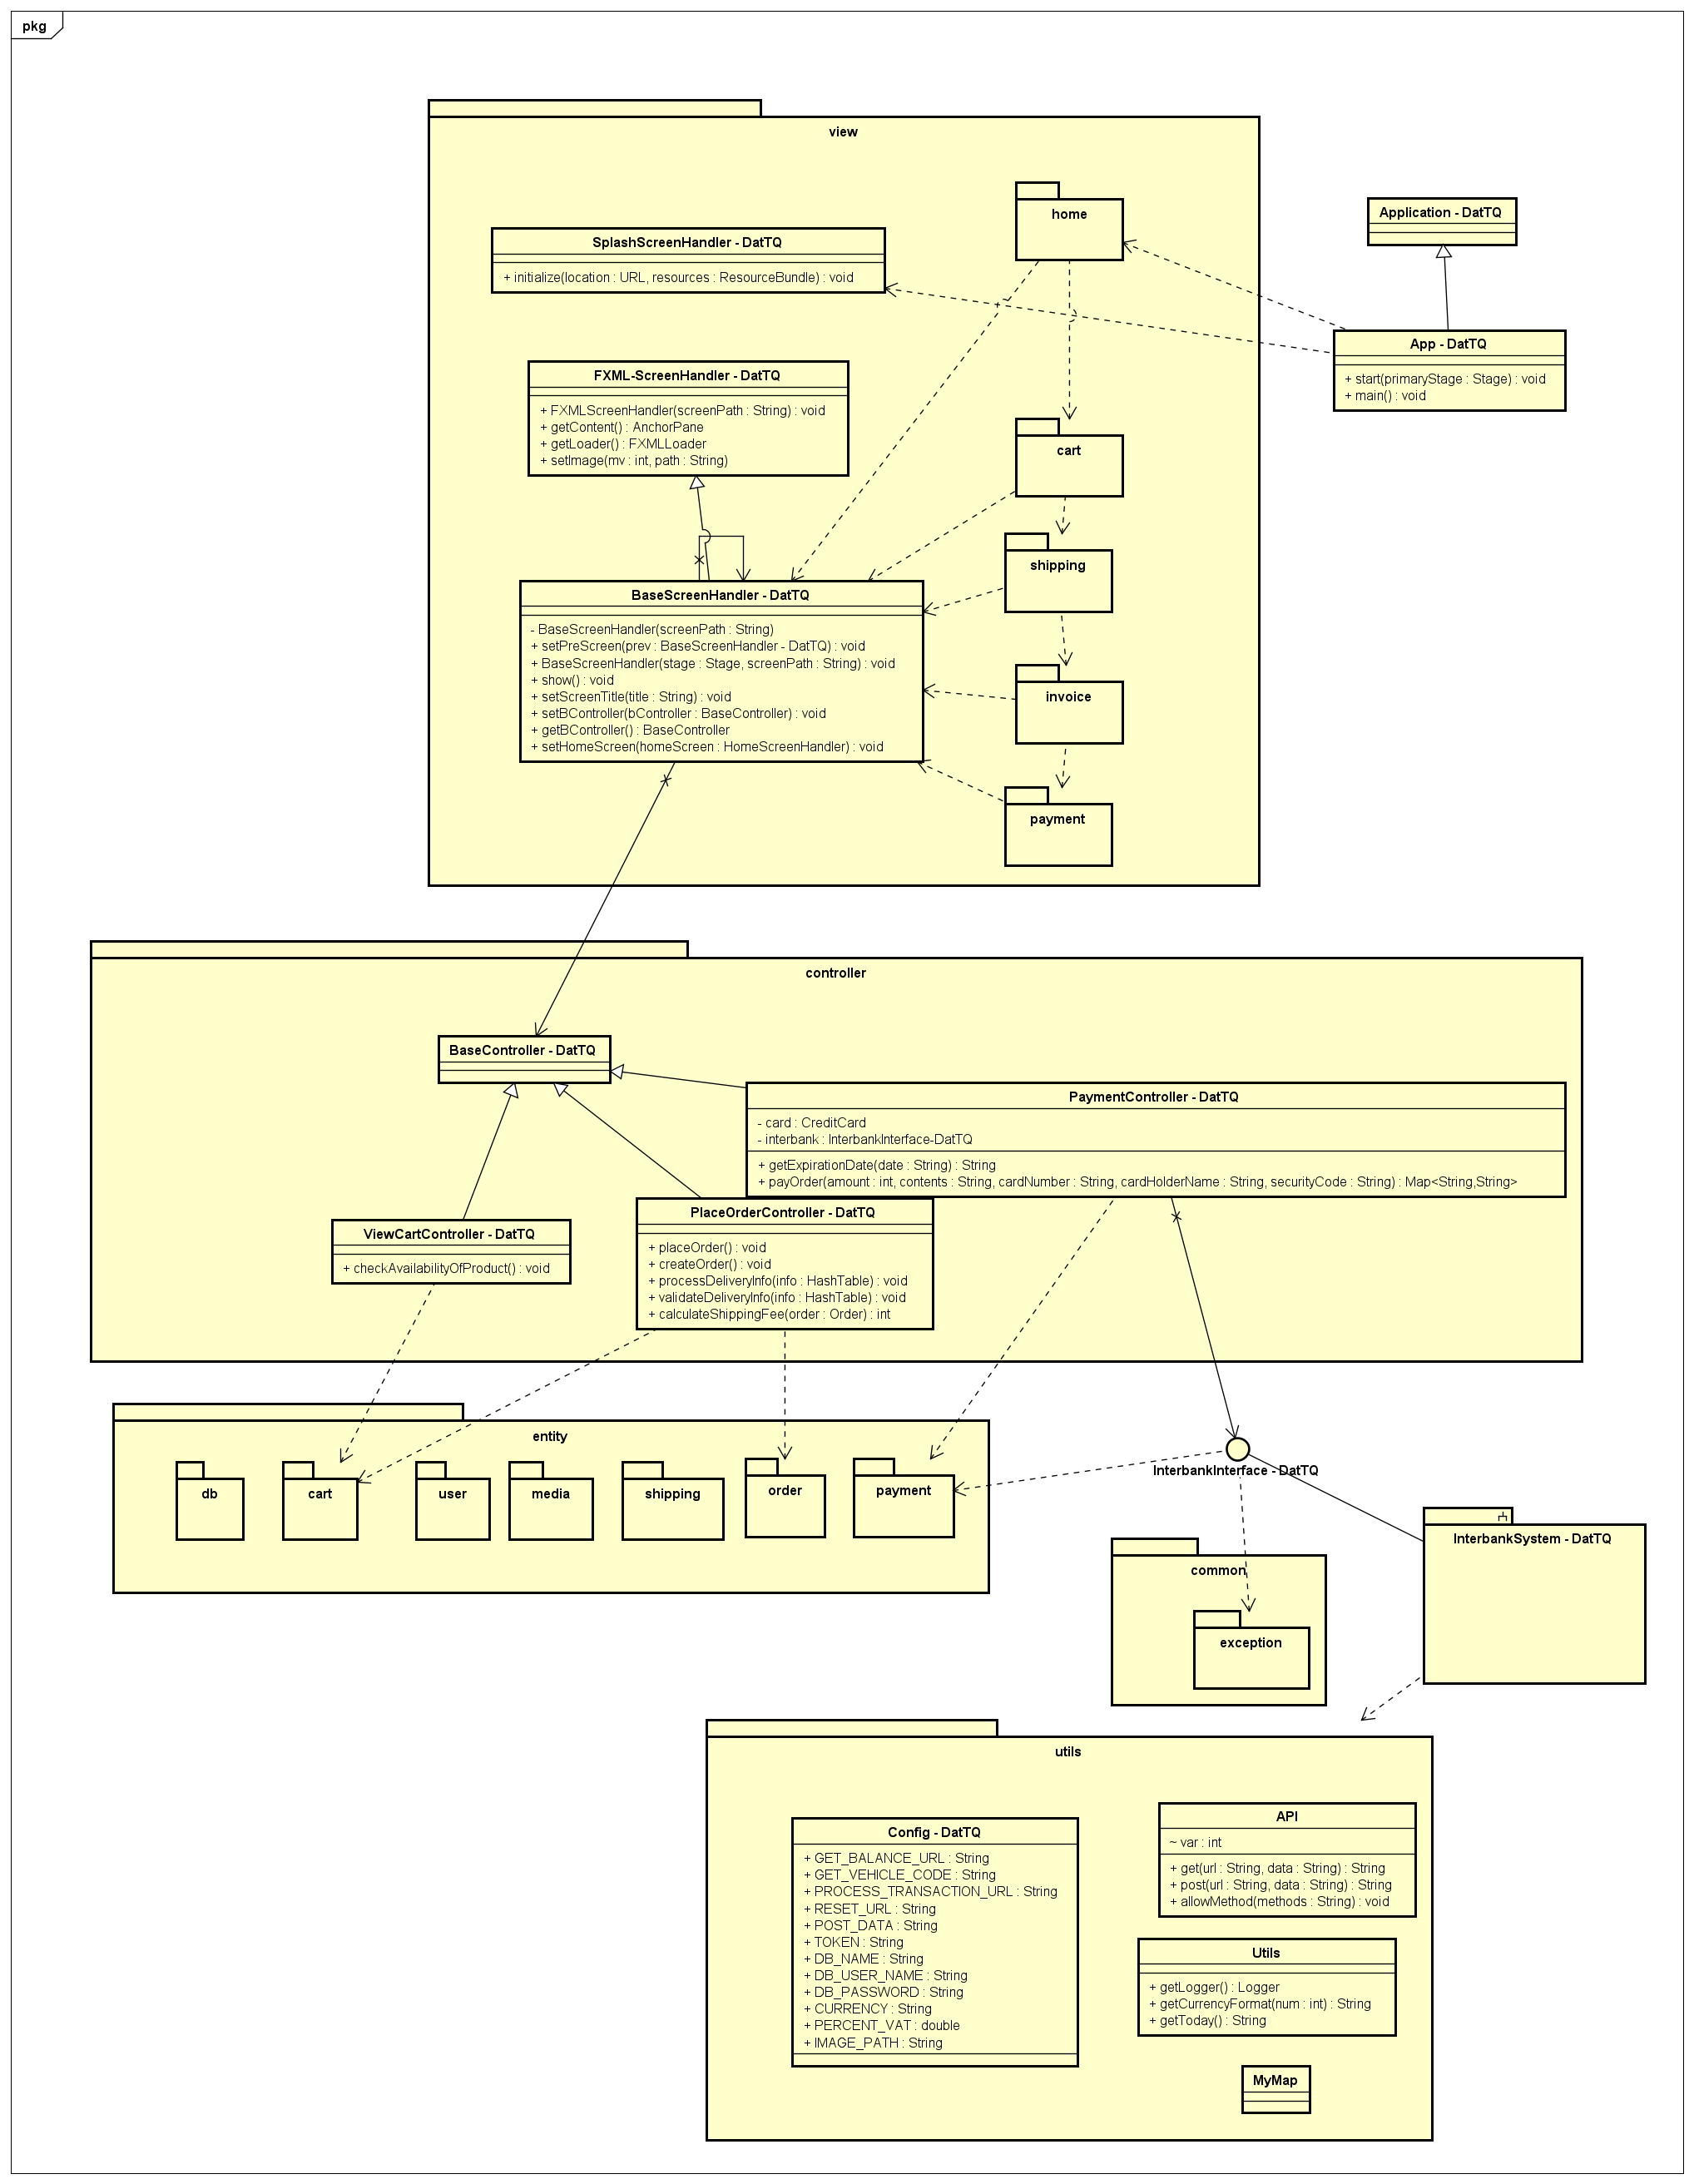 pkg
view
home
SplashScreenHandler - DatTQ
+ initialize(location : URL, resources : ResourceBundle) : void
Application - DatTQ
App - DatTQ
+ start(primaryStage : Stage) : void
+ main() : void
FXML-ScreenHandler - DatTQ
+ FXMLScreenHandler(screenPath : String) : void
+ getContent() : AnchorPane
+ getLoader() : FXMLLoader
+ setImage(mv : int, path : String)
cart
shipping
BaseScreenHandler - DatTQ
- BaseScreenHandler(screenPath : String)
+ setPreScreen(prev : BaseScreenHandler - DatTQ) : void
+ BaseScreenHandler(stage : Stage, screenPath : String) : void
+ show() : void
+ setScreenTitle(title : String) : void
+ setBController(bController : BaseController) : void
+ getBController() : BaseController
+ setHomeScreen(homeScreen : HomeScreenHandler) : void
invoice
payment
controller
BaseController - DatTQ
PaymentController - DatTQ
- card : CreditCard
- interbank : InterbankInterface-DatTQ
+ getExpirationDate(date : String) : String
+ payOrder(amount : int, contents : String, cardNumber : String, cardHolderName : String, securityCode : String) : Map<String,String>
ViewCartController - DatTQ
+ checkAvailabilityOfProduct() : void
PlaceOrderController - DatTQ
+ placeOrder() : void
+ createOrder() : void
+ processDeliveryInfo(info : HashTable) : void
+ validateDeliveryInfo(info : HashTable) : void
+ calculateShippingFee(order : Order) : int
entity
db
cart
user
media
shipping
order
payment
InterbankInterface - DatTQ
InterbankSystem - DatTQ
common
exception
utils
Config - DatTQ
+ GET_BALANCE_URL : String
+ GET_VEHICLE_CODE : String
+ PROCESS_TRANSACTION_URL : String
+ RESET_URL : String
+ POST_DATA : String
+ TOKEN : String
+ DB_NAME : String
+ DB_USER_NAME : String
+ DB_PASSWORD : String
+ CURRENCY : String
+ PERCENT_VAT : double
+ IMAGE_PATH : String
API
~ var : int
+ get(url : String, data : String) : String
+ post(url : String, data : String) : String
+ allowMethod(methods : String) : void
Utils
+ getLogger() : Logger
+ getCurrencyFormat(num : int) : String
+ getToday() : String
MyMap